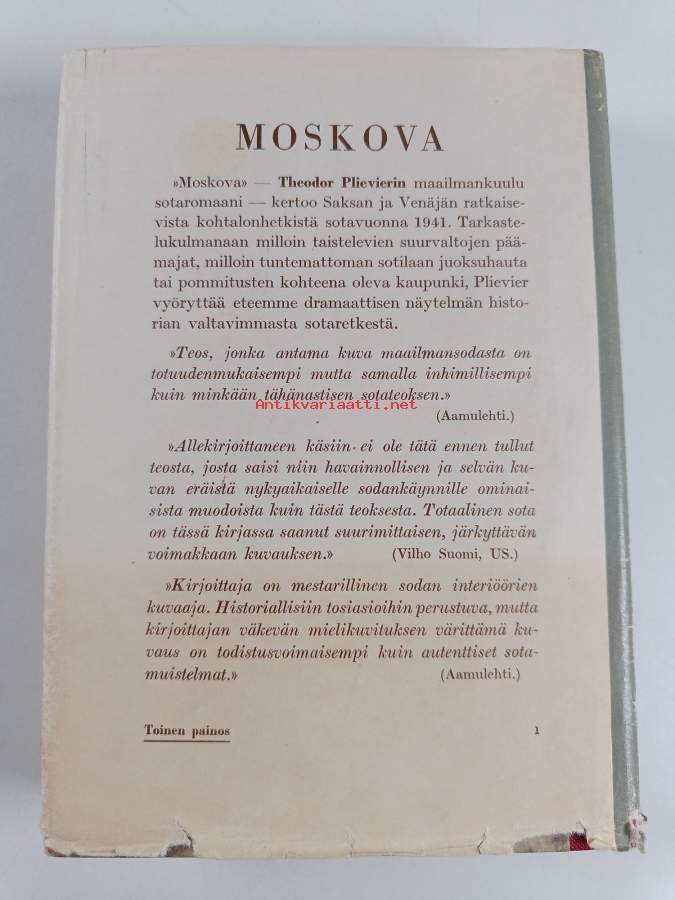 MOSKOVA
»Moskova» — Theodor Plievierin maailmankuulu
sotaromaani — kertoo Saksan ja Venäjän ratkaise-
vista kohtalonhetkistä sotavuonna 1941. Tarkaste-
lukulmanaan milloin taistelevien suurvaltojen pää-
majat, milloin tuntemattoman sotilaan juoksuhauta
tai pommitusten kohteena oleva kaupunki, Plievier
vyöryttää eteemme dramaattisen näytelmän histo-
rian valtavimmasta sotaretkestä.
»Teos, jonka antama kuva maailmansodasta on
totuudenmukaisempi mutta samalla inhimillisempi
kuin minkään tähänastisen sotateoksen.»
Antikvariaatti.net
(Aamulehti.)
»Allekirjoittaneen käsiin ei ole tätä ennen tullut
teosta, josta saisi niin havainnollisen ja selvän ku-
van eräistä nykyaikaiselle sodankäynnille ominai-
sista muodoista kuin tästä teoksesta. Totaalinen sota
on tässä kirjassa saanut suurimittaisen, järkyttävän
voimakkaan kuvauksen.» (Vilho Suomi, US.)
»Kirjoittaja on mestarillinen sodan interiöörien
kuvaaja. Historiallisiin tosiasioihin perustuva, mutta
kirjoittajan väkevän mielikuvituksen värittämä ku-
vaus on todistusvoimaisempi kuin autenttiset sota-
muistelmat.» (Aamulehti.)
Toinen painos 1